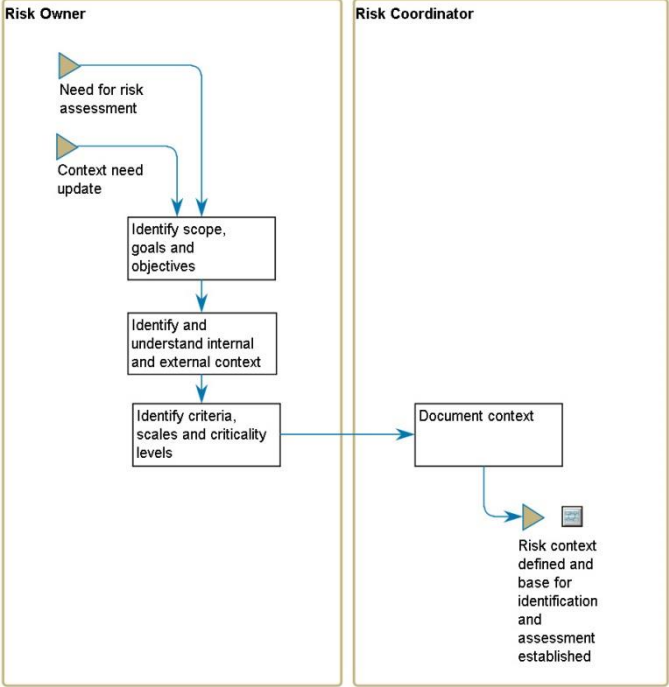 Risk Owner
Risk Coordinator
Need for risk
assessment
Context need
update
Identify scope,
goals and
objectives
Identify and
understand internal
and external context
Identify criteria,
scales and criticality
levels
Document context
Risk context
defined and
base for
identification
and
assessment
established